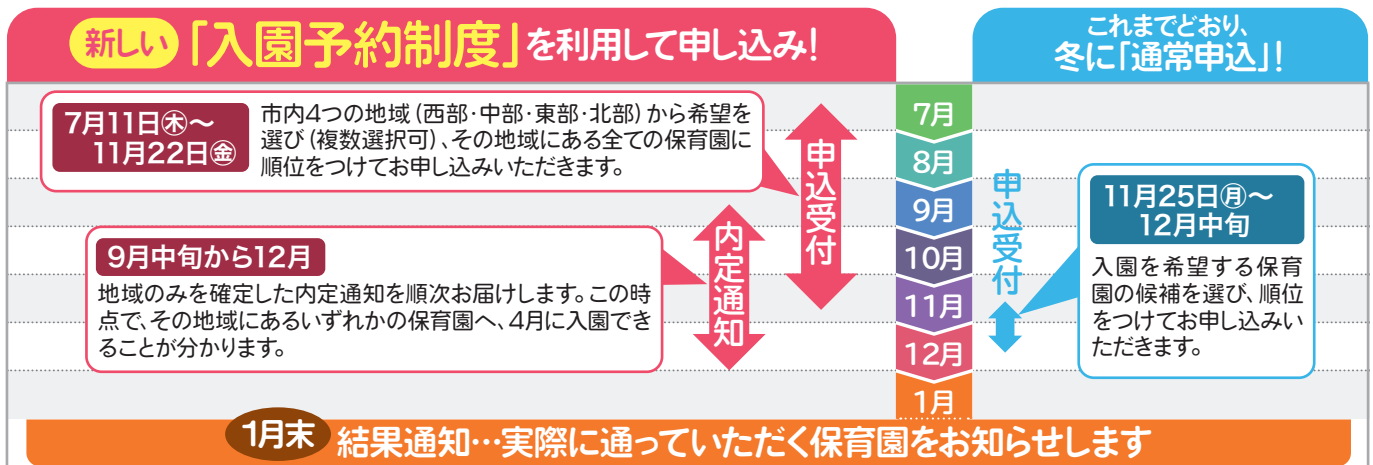 新しい「入園予約制度」を利用して申し込み!
7月11日㊍～
11月22日㊎
市内4つの地域(西部・中部・東部・北部)から希望を
選び(複数選択可)、その地域にある全ての保育園に
順位をつけてお申し込みいただきます。
申込受付
9月中旬から12月
地域のみを確定した内定通知を順次お届けします。この時
点で、その地域にあるいずれかの保育園へ、4月に入園でき
ることが分かります。
内定通知
7月
8月
9月
10月
11月
12月
1月
これまでどおり、
冬に「通常申込」!
申込受付
11月25日㊊～
12月中旬
入園を希望する保育
園の候補を選び、順位
をつけてお申し込みい
ただきます。
1月末 結果通知…実際に通っていただく保育園をお知らせします